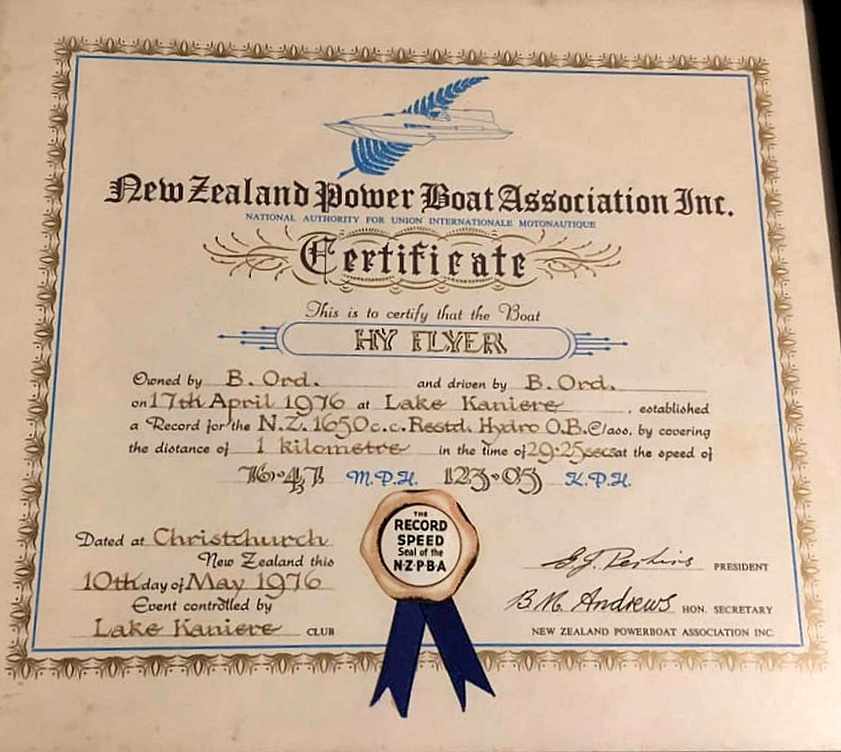 New Zealand Power Boat Association Inc.
NATIONAL AUTHORITY FOR UNION INTERNATIONALE MOTONAUTIQUE
Certificate
This is to certify that the Boat
HY FLYER
Owned by B. Ord. and driven by B. Ord.
on 17th April 1976 at Lake Kaniere, established
a Record for the N.Z. 1650c.c. Restd. Hydro O.B. Class, by covering
the distance of 1 kilometre in the time of 29·25secs at the speed of
76·47 M.P.H. 123·05 K.P.H.
THE
RECORD
SPEED
Seal of the
N·Z·P·B·A
Dated at Christchurch
New Zealand this
10th day of May 1976
Event controlled by
Lake Kaniere CLUB
G.J. Perkins PRESIDENT
B.M. Andrews HON. SECRETARY
NEW ZEALAND POWERBOAT ASSOCIATION INC.